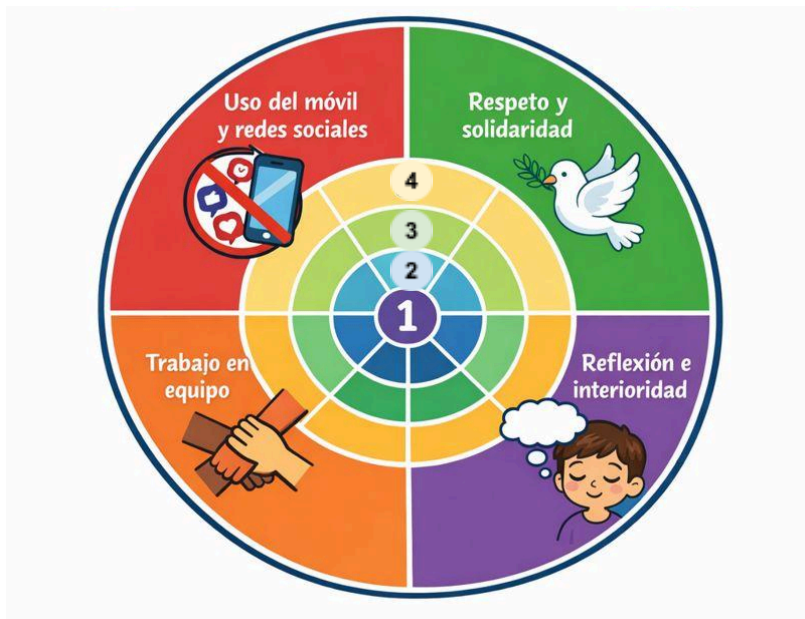 Uso del móvil
y redes sociales
Respeto y
solidaridad
4
3
2
1
Trabajo en
equipo
Reflexión e
interioridad